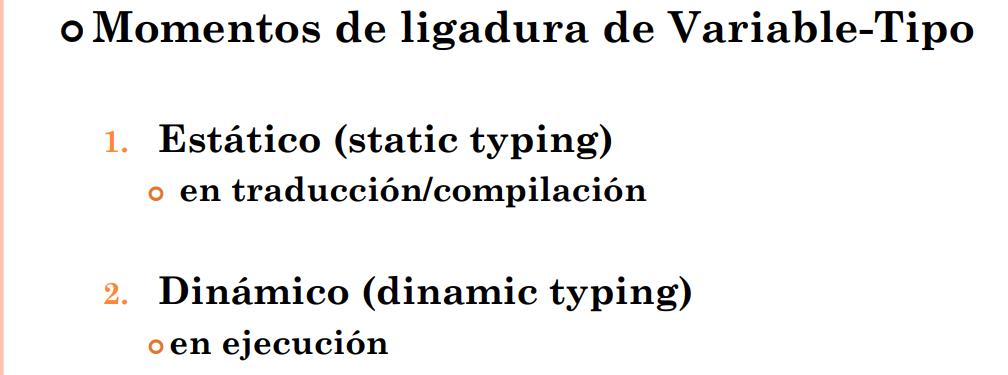 Momentos de ligadura de Variable-Tipo
1. Estático (static typing)
en traducción/compilación
2. Dinámico (dinamic typing)
en ejecución